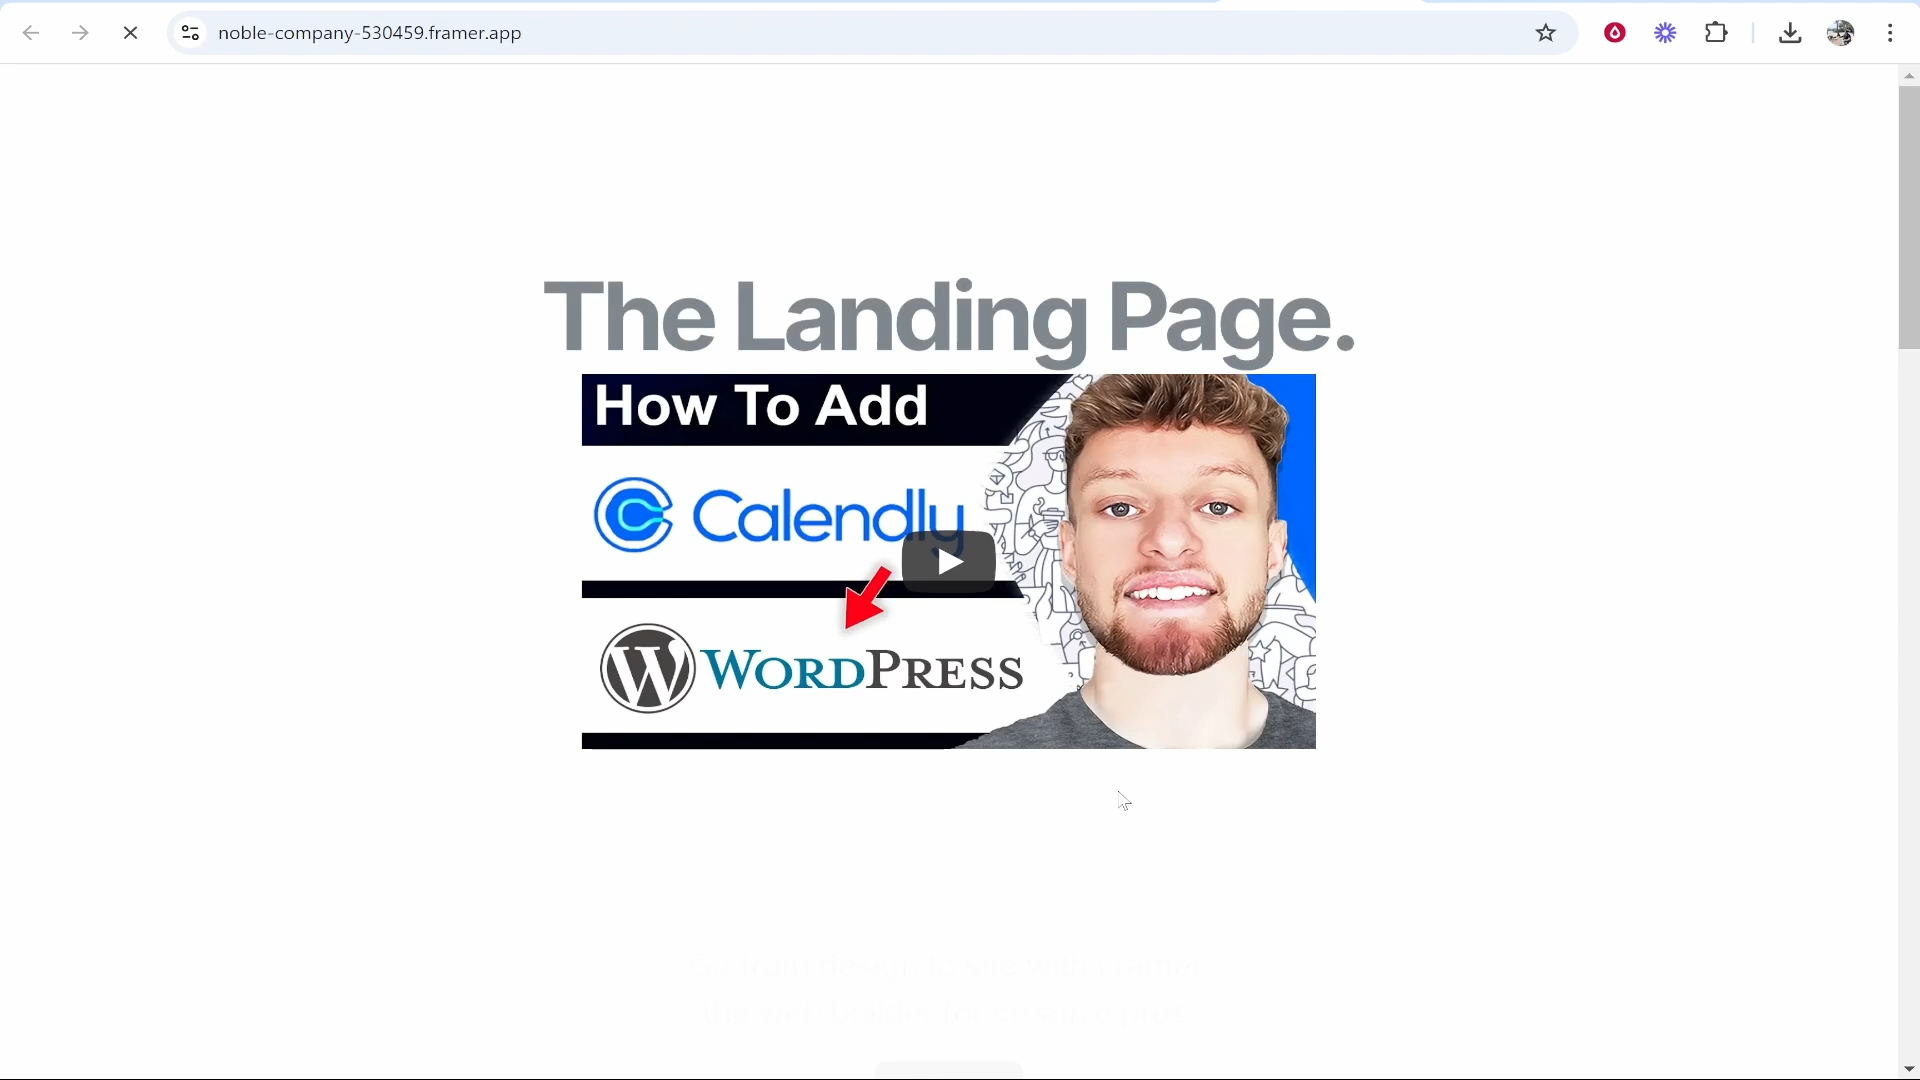 noble-company-530459.framer.app
The Landing Page.
How To Add
Calendly
WORDPRESS